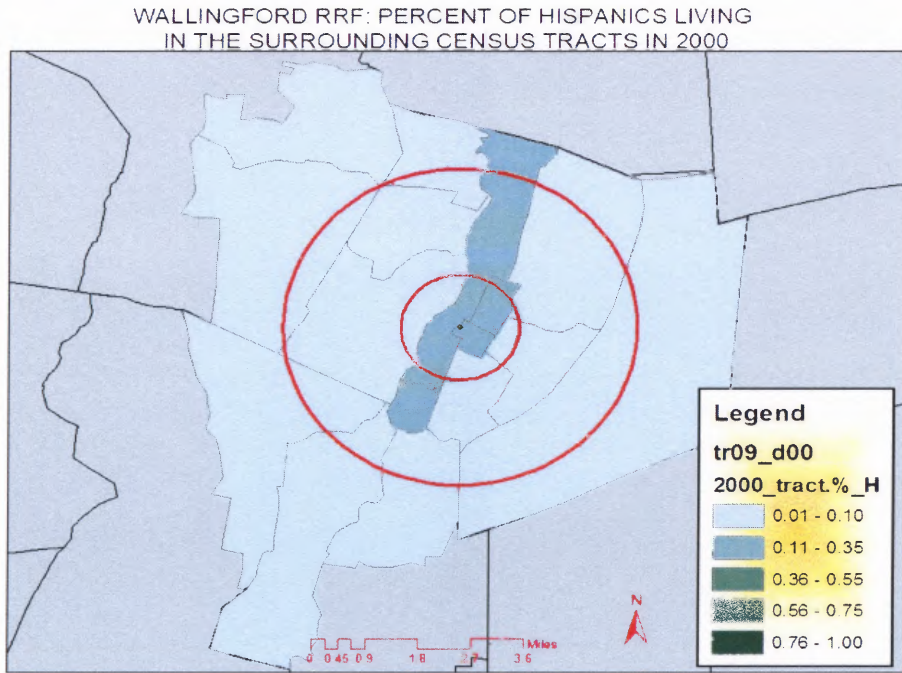 WALLINGFORD RRF: PERCENT OF HISPANICS LIVING
IN THE SURROUNDING CENSUS TRACTS IN 2000
Legend
tr09_d00
2000_tract.%_H
0.01 - 0.10
0.11 - 0.35
0.36 - 0.55
0.56 - 0.75
0.76 - 1.00
N
Miles
0 0.45 0.9 1.8 2.7 3.6